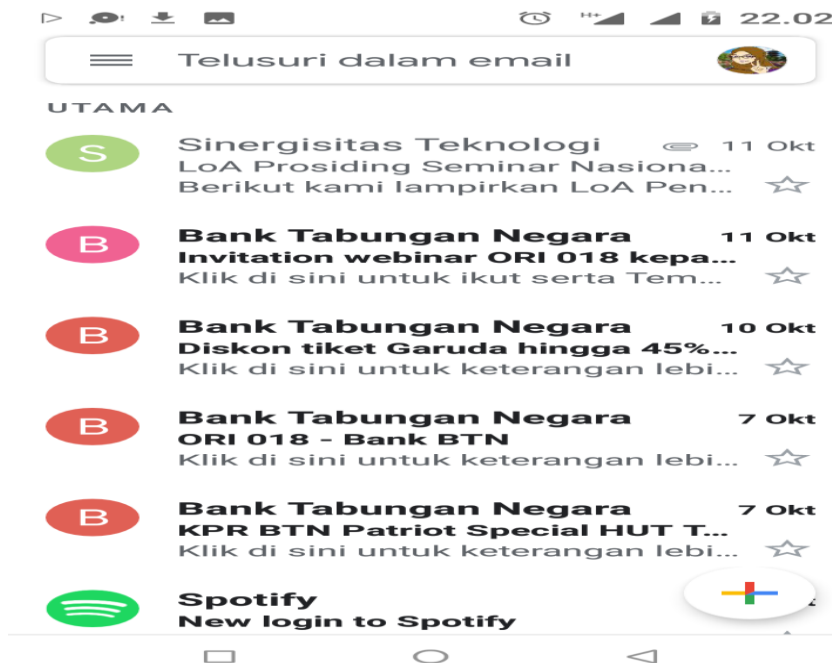 H+ 22.02
Telusuri dalam email
UTAMA
S Sinergisitas Teknologi 11 Okt
LoA Prosiding Seminar Nasiona...
Berikut kami lampirkan LoA Pen...
B Bank Tabungan Negara 11 Okt
Invitation webinar ORI 018 kepa...
Klik di sini untuk ikut serta Tem...
B Bank Tabungan Negara 10 Okt
Diskon tiket Garuda hingga 45%...
Klik di sini untuk keterangan lebi...
B Bank Tabungan Negara 7 Okt
ORI 018 - Bank BTN
Klik di sini untuk keterangan lebi...
B Bank Tabungan Negara 7 Okt
KPR BTN Patriot Special HUT T...
Klik di sini untuk keterangan lebi...
Spotify
New login to Spotify